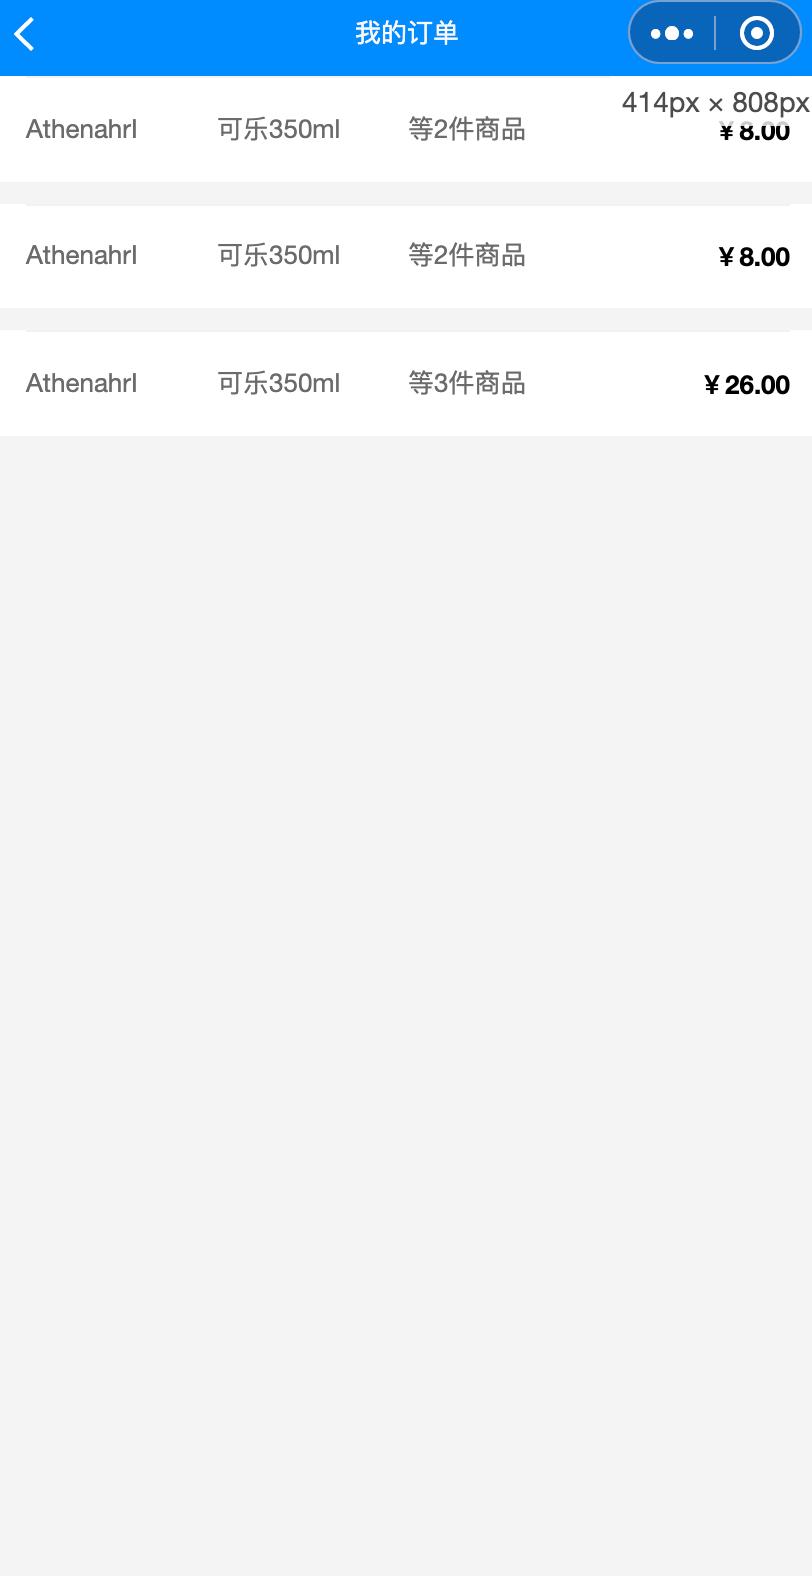 我的订单
414px × 808px
Athenahrl 可乐350ml 等2件商品 ¥ 8.00
Athenahrl 可乐350ml 等2件商品 ¥ 8.00
Athenahrl 可乐350ml 等3件商品 ¥ 26.00